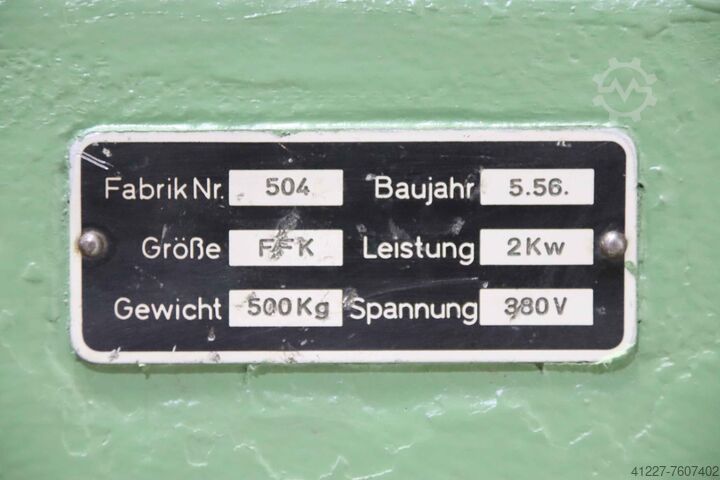 Fabrik Nr. 504 Baujahr 5.56.
Größe FFK Leistung 2Kw
Gewicht 500Kg Spannung 380V
41227-7607402